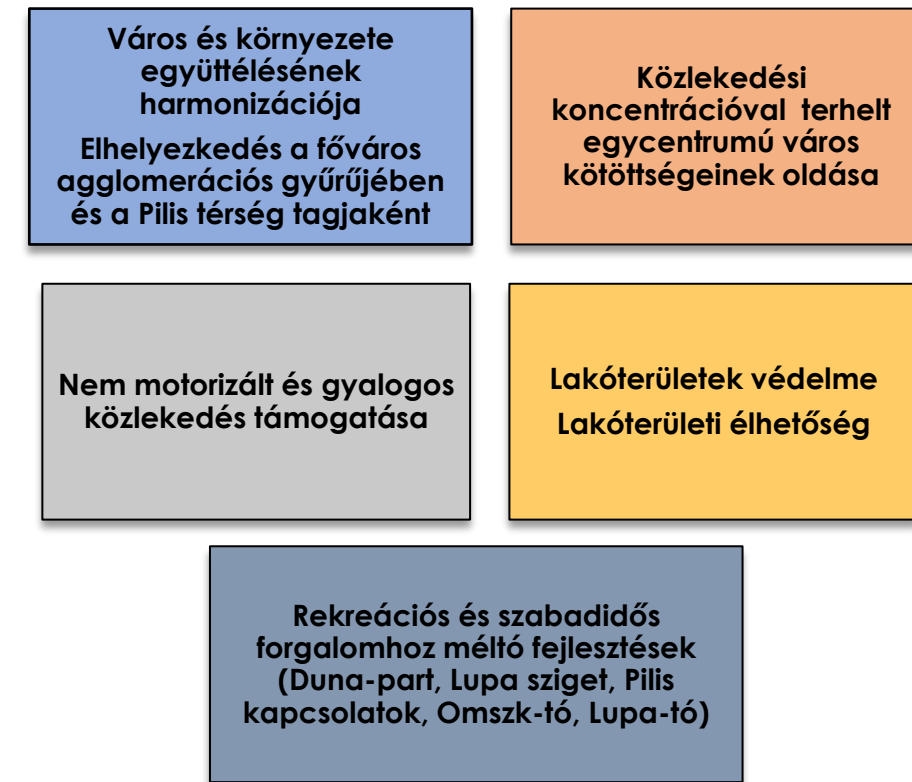 Város és környezete
együttélésének
harmonizációja
Elhelyezkedés a főváros
agglomerációs gyűrűjében
és a Pilis térség tagjaként
Közlekedési
koncentrációval terhelt
egycentrumú város
kötöttségeinek oldása
Nem motorizált és gyalogos
közlekedés támogatása
Lakóterületek védelme
Lakóterületi élhetőség
Rekreációs és szabadidős
forgalomhoz méltó fejlesztések
(Duna-part, Lupa sziget, Pilis
kapcsolatok, Omszk-tó, Lupa-tó)